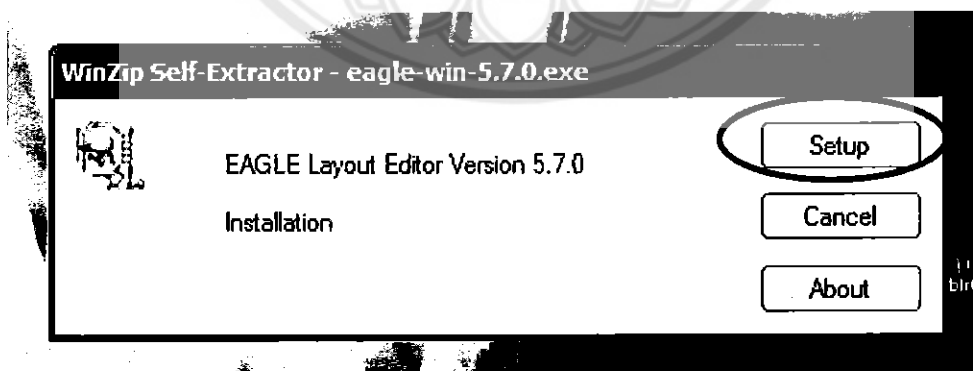 WinZip Self-Extractor - eagle-win-5.7.0.exe
EAGLE Layout Editor Version 5.7.0
Installation
Setup
Cancel
About